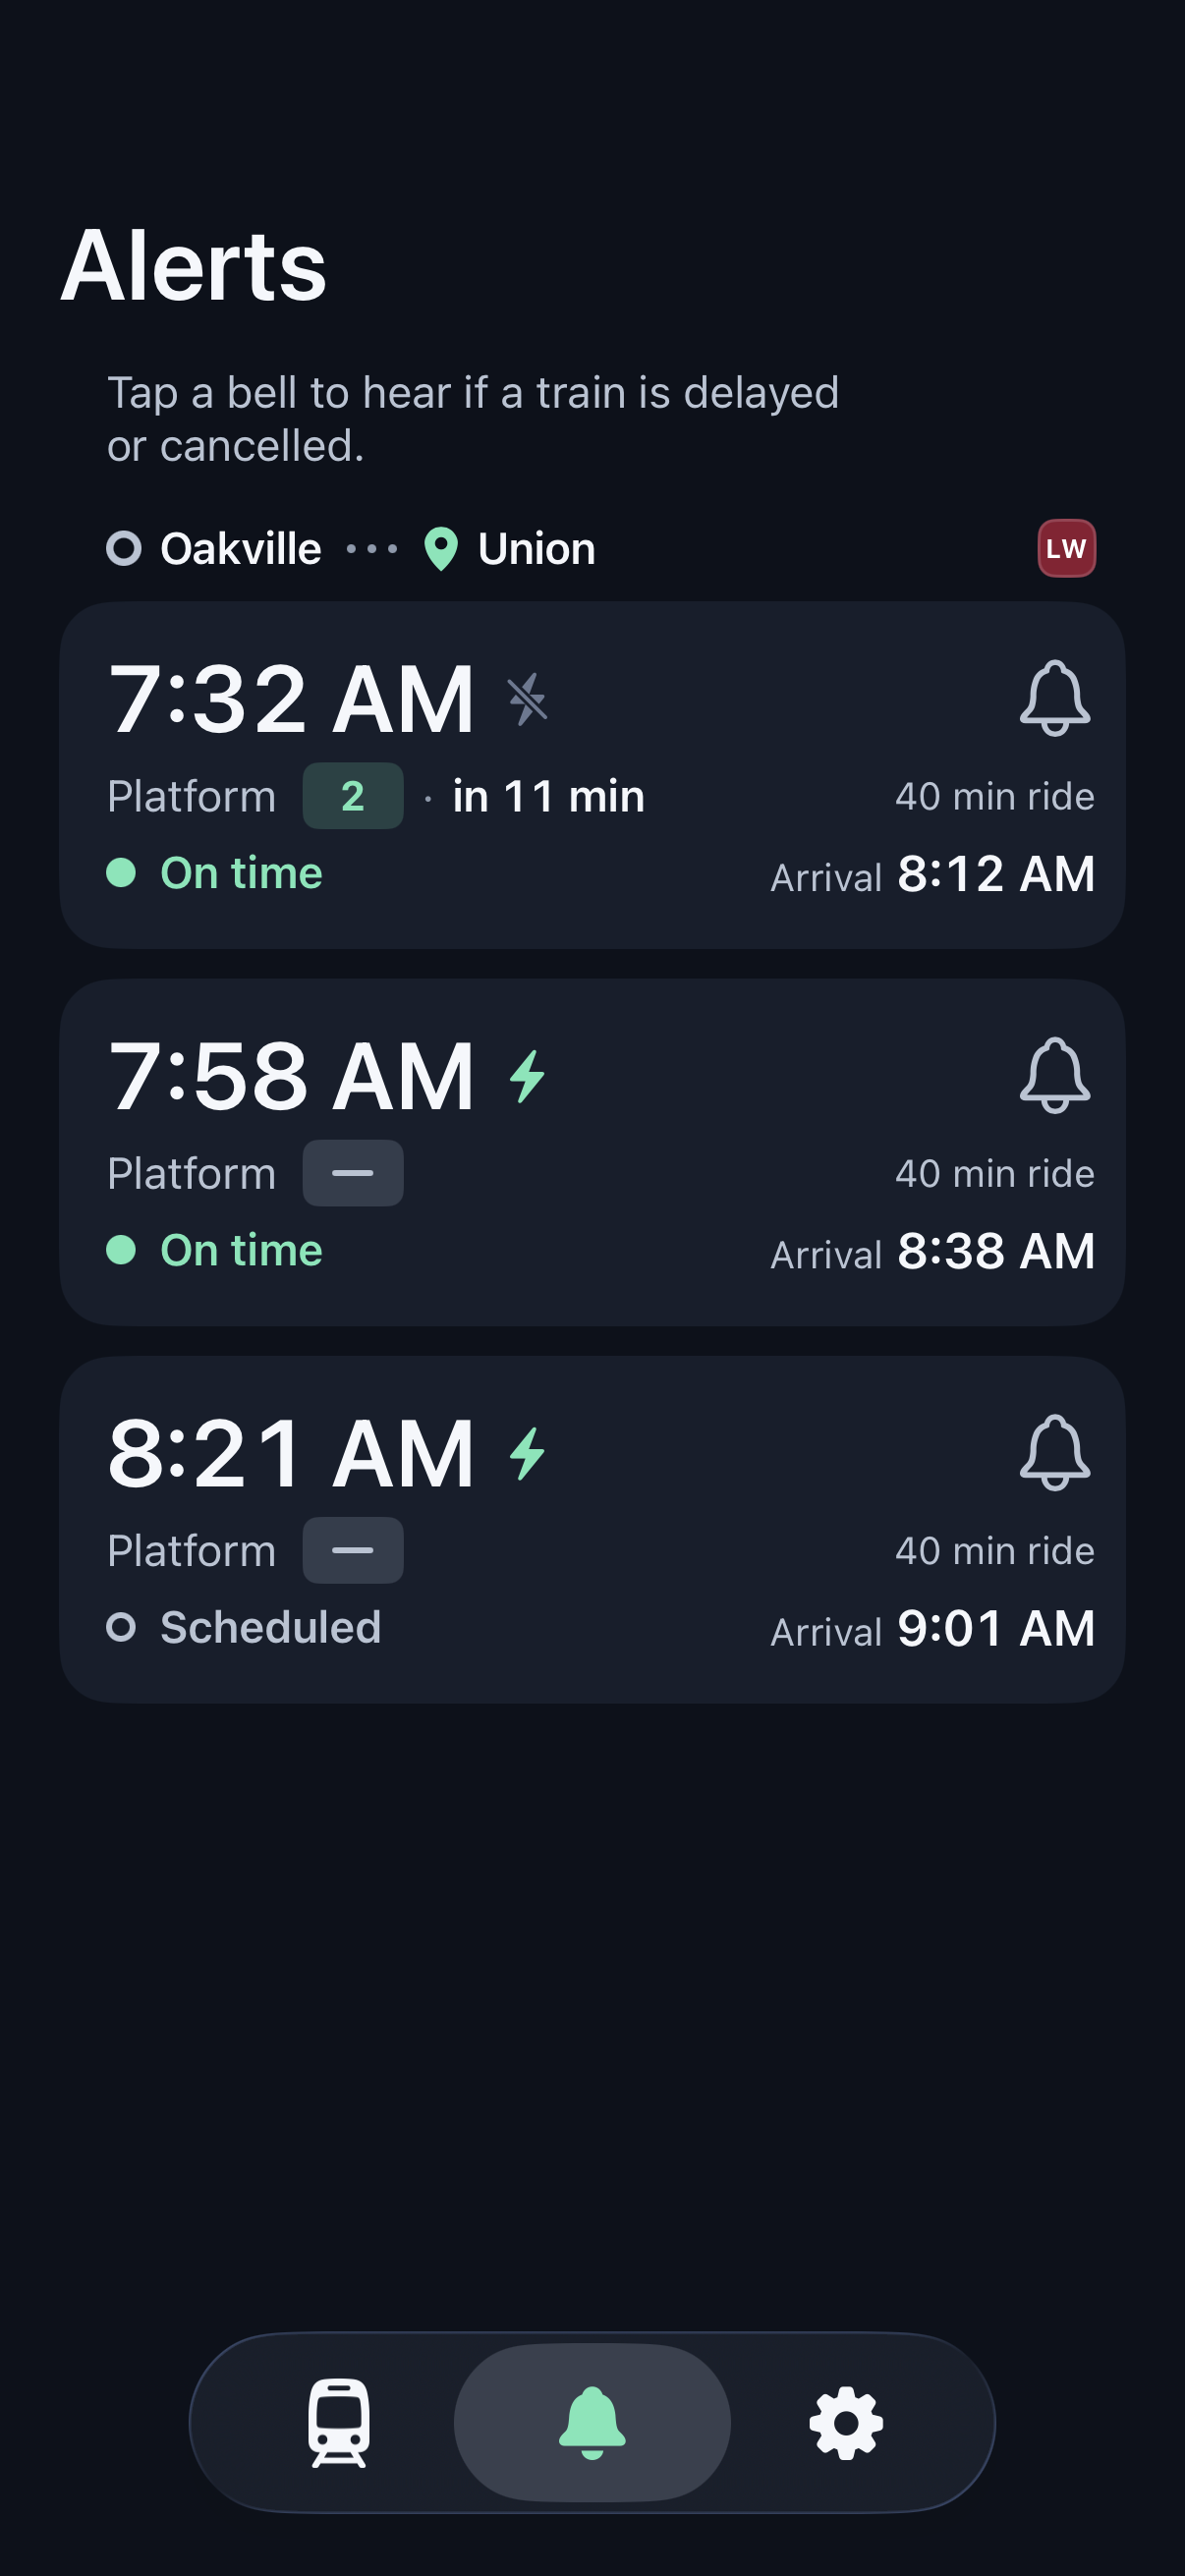 Alerts
Tap a bell to hear if a train is delayed
or cancelled.
Oakville ··· Union LW
7:32 AM
Platform 2 · in 11 min 40 min ride
On time Arrival 8:12 AM
7:58 AM
Platform — 40 min ride
On time Arrival 8:38 AM
8:21 AM
Platform — 40 min ride
Scheduled Arrival 9:01 AM